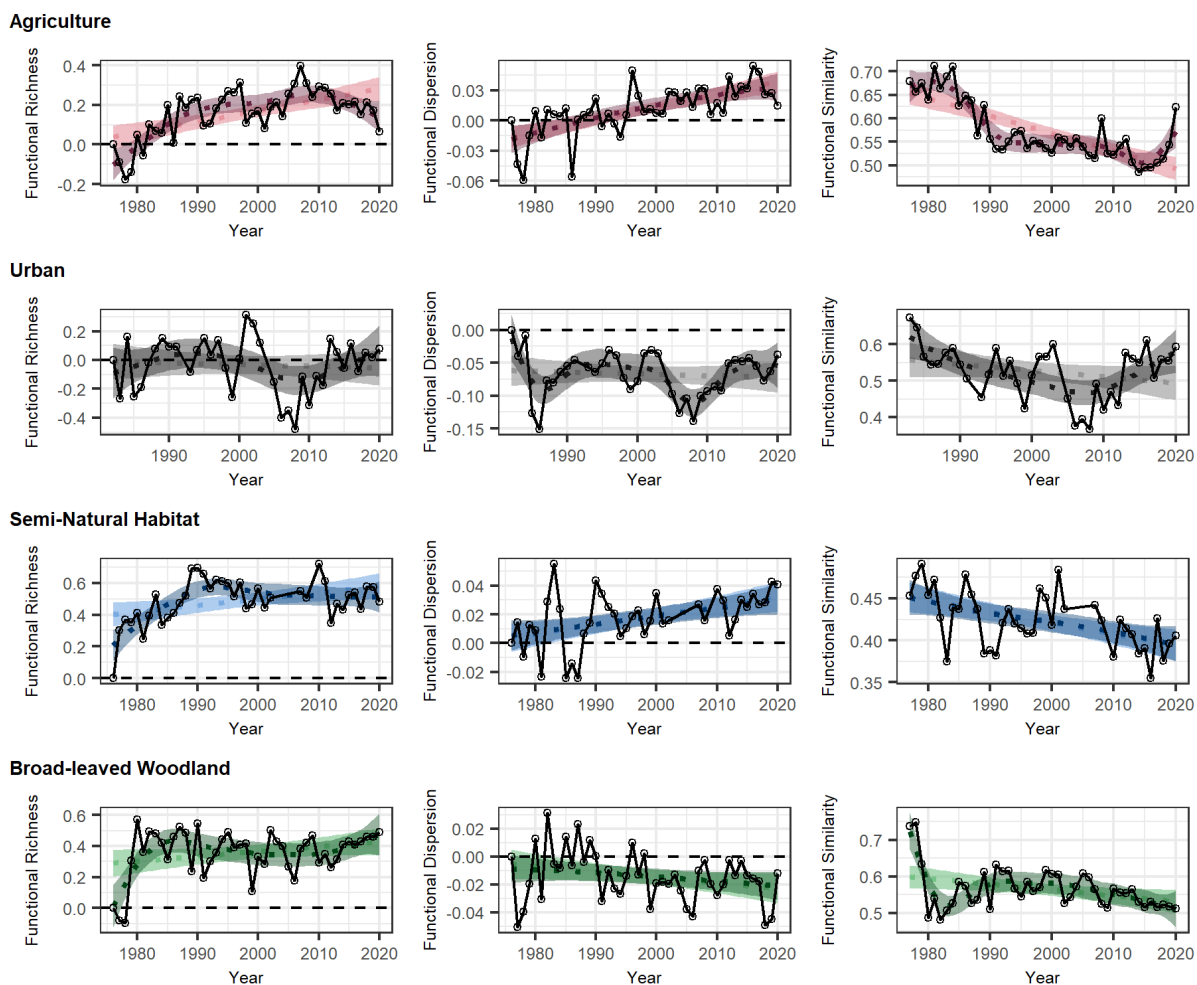 Agriculture
Functional Richness
0.4
0.2
0.0
-0.2
1980 1990 2000 2010 2020
Year
Functional Dispersion
0.03
0.00
-0.03
-0.06
1980 1990 2000 2010 2020
Year
Functional Similarity
0.70
0.65
0.60
0.55
0.50
1980 1990 2000 2010 2020
Year
Urban
Functional Richness
0.2
0.0
-0.2
-0.4
1990 2000 2010 2020
Year
Functional Dispersion
0.00
-0.05
-0.10
-0.15
1990 2000 2010 2020
Year
Functional Similarity
0.6
0.5
0.4
1990 2000 2010 2020
Year
Semi-Natural Habitat
Functional Richness
0.6
0.4
0.2
0.0
1980 1990 2000 2010 2020
Year
Functional Dispersion
0.04
0.02
0.00
-0.02
1980 1990 2000 2010 2020
Year
Functional Similarity
0.45
0.40
0.35
1980 1990 2000 2010 2020
Year
Broad-leaved Woodland
Functional Richness
0.6
0.4
0.2
0.0
1980 1990 2000 2010 2020
Year
Functional Dispersion
0.02
0.00
-0.02
-0.04
1980 1990 2000 2010 2020
Year
Functional Similarity
0.7
0.6
0.5
1980 1990 2000 2010 2020
Year